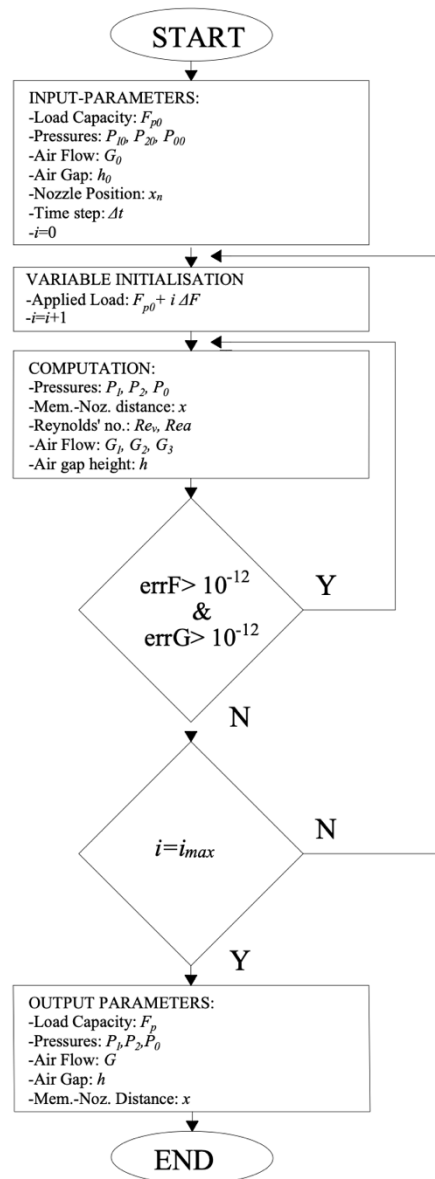 START
INPUT-PARAMETERS:
-Load Capacity: Fp0
-Pressures: P10, P20, P00
-Air Flow: G0
-Air Gap: h0
-Nozzle Position: xn
-Time step: Δt
-i=0
VARIABLE INITIALISATION
-Applied Load: Fp0+ i ΔF
-i=i+1
COMPUTATION:
-Pressures: P1, P2, P0
-Mem.-Noz. distance: x
-Reynolds' no.: Rev, Rea
-Air Flow: G1, G2, G3
-Air gap height: h
errF> 10⁻¹²
&
errG> 10⁻¹²
Y
N
i=imax
N
Y
OUTPUT PARAMETERS:
-Load Capacity: Fp
-Pressures: P1,P2,P0
-Air Flow: G
-Air Gap: h
-Mem.-Noz. Distance: x
END